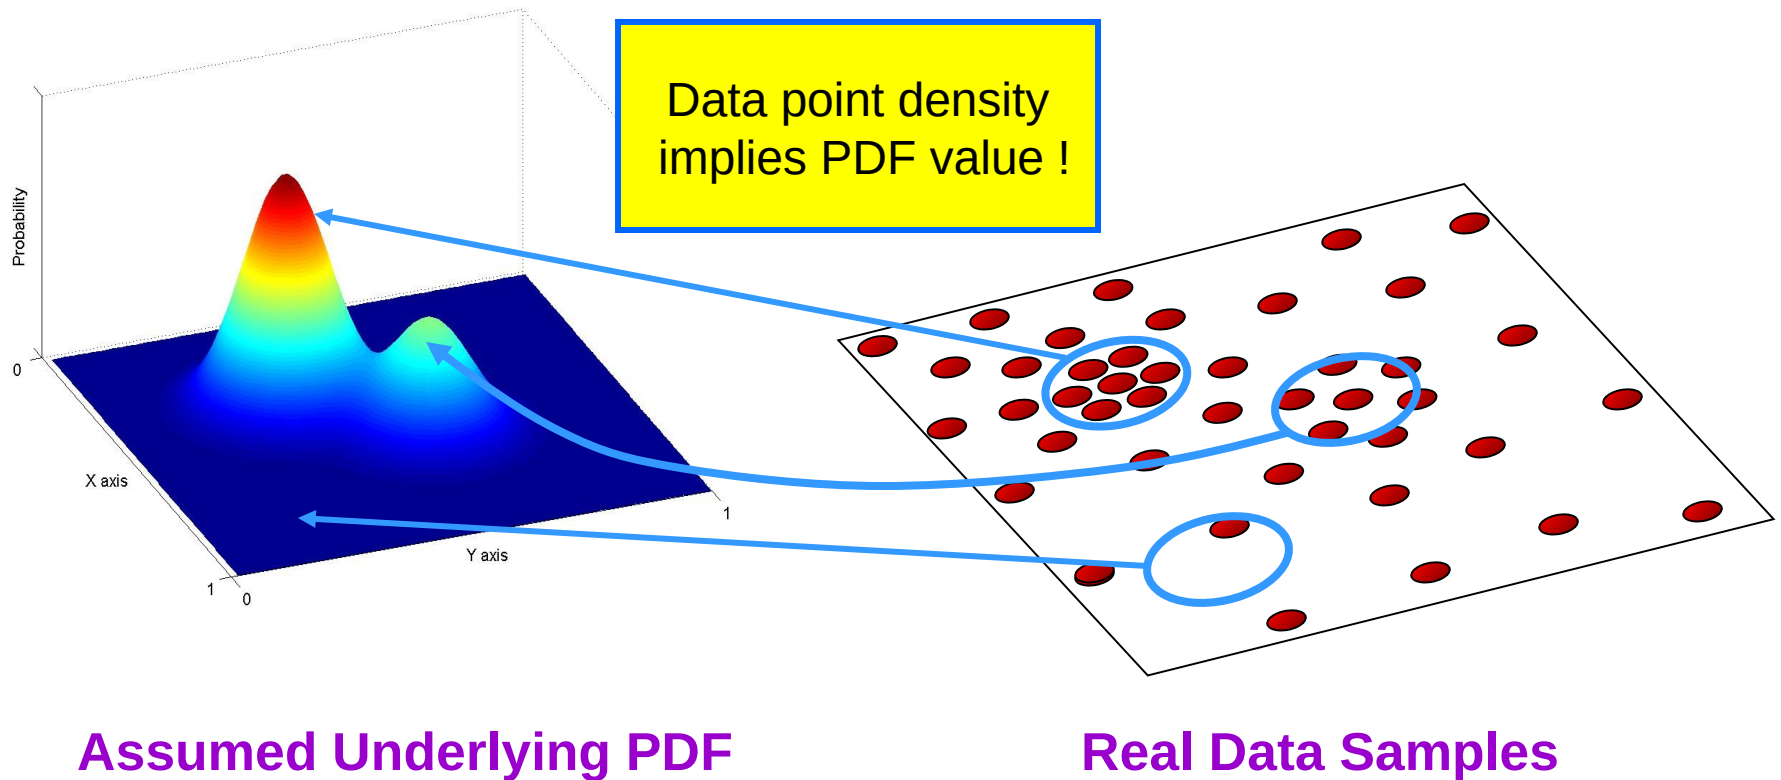 Data point density
implies PDF value !
Probability
0
X axis
1
0
Y axis
1
Assumed Underlying PDF
Real Data Samples